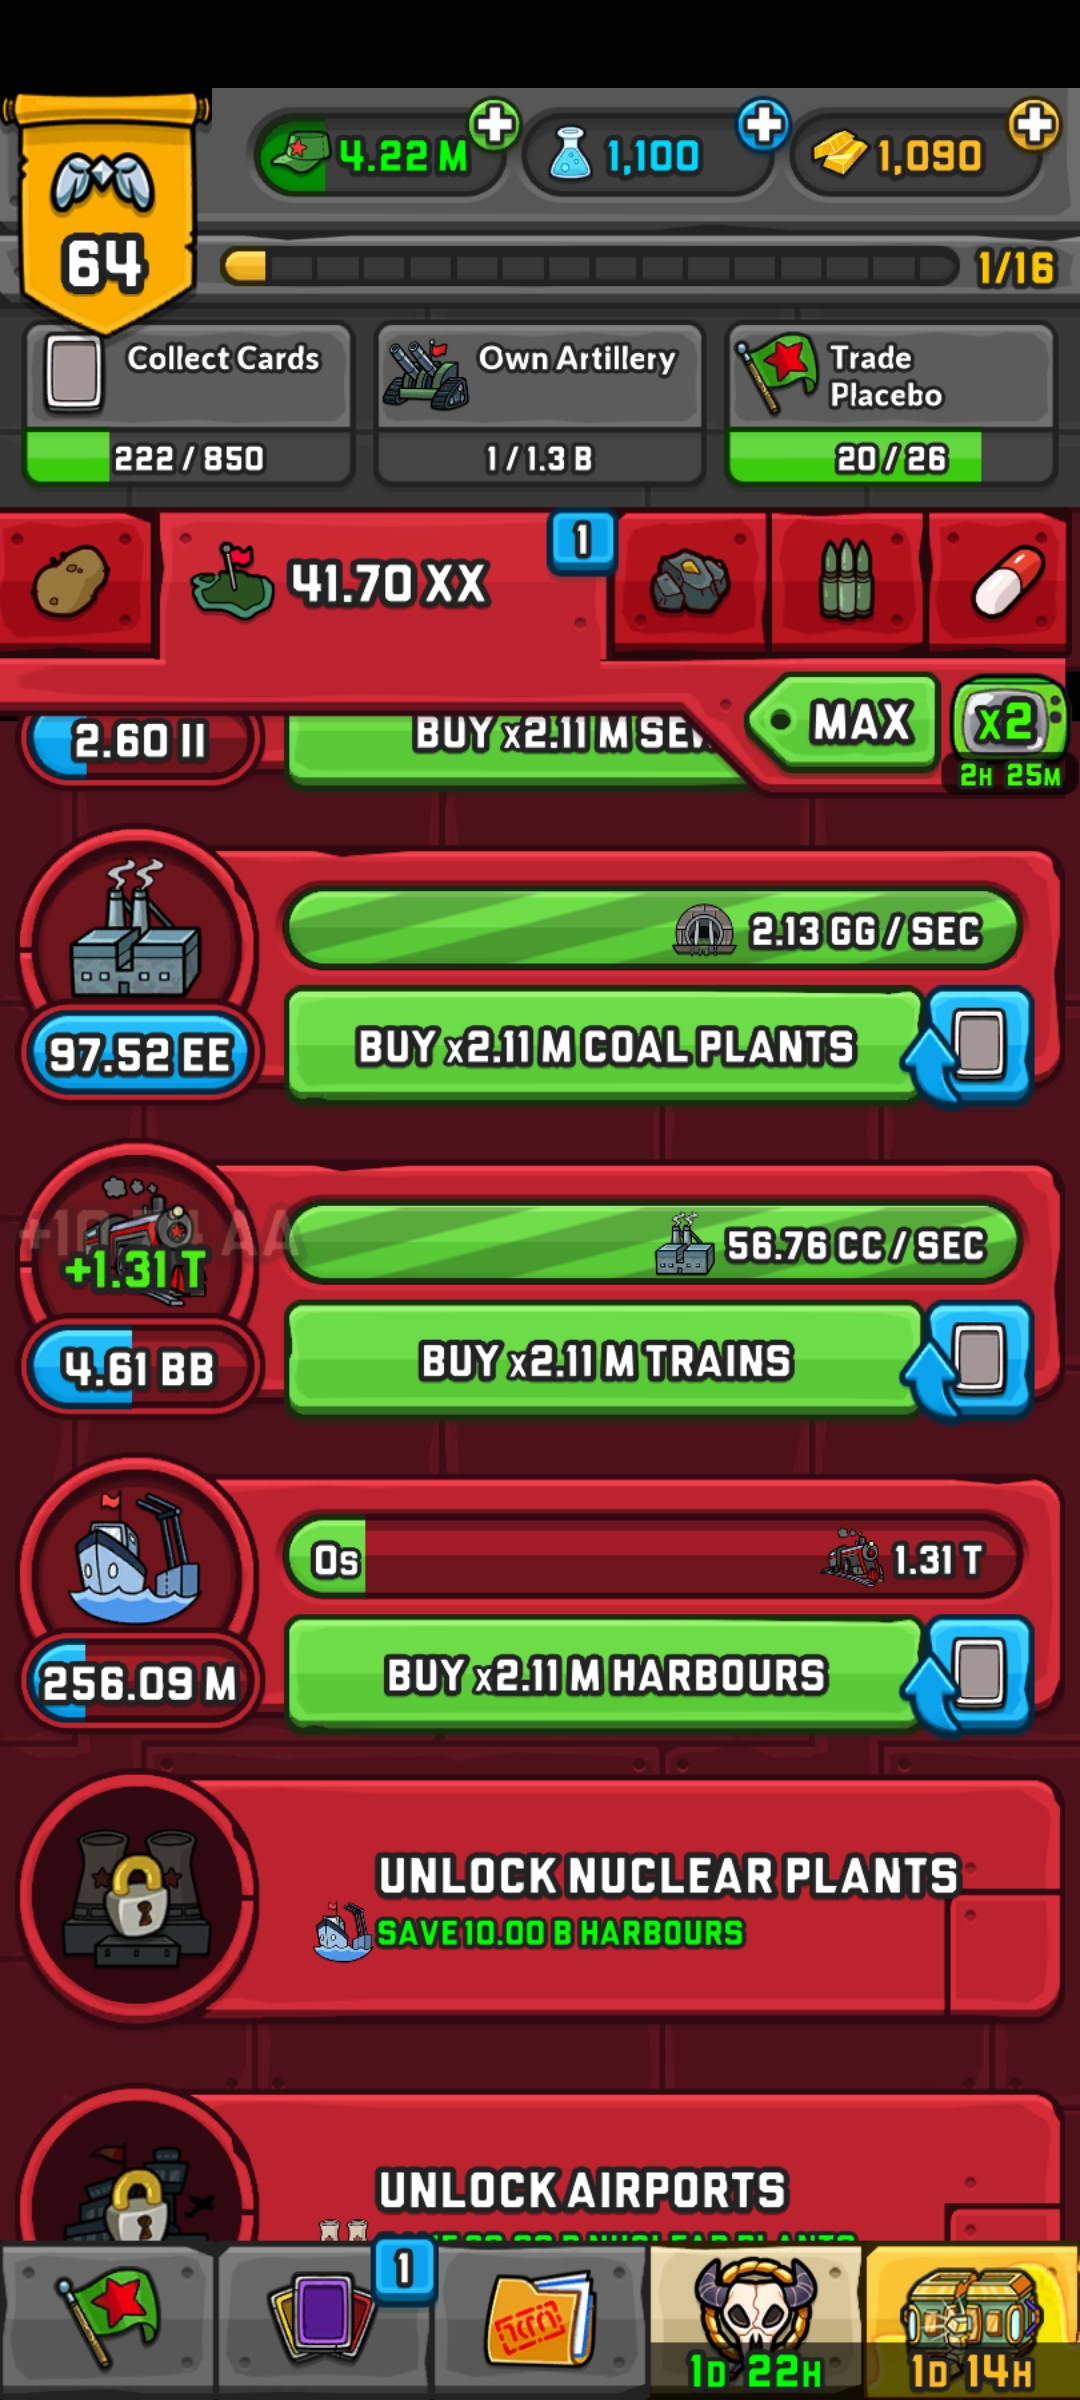 64
4.22 M
1,100
1,090
1/16
Collect Cards
222 / 850
Own Artillery
1 / 1.3 B
Trade
Placebo
20 / 26
41.70 XX
1
MAX
x2
2H 25M
2.60 II
BUY x2.11 M
2.13 GG / SEC
97.52 EE
BUY x2.11 M COAL PLANTS
56.76 CC / SEC
+1.31 T
4.61 BB
BUY x2.11 M TRAINS
0s
1.31 T
256.09 M
BUY x2.11 M HARBOURS
UNLOCK NUCLEAR PLANTS
SAVE 10.00 B HARBOURS
UNLOCK AIRPORTS
1
1D 22H
1D 14H